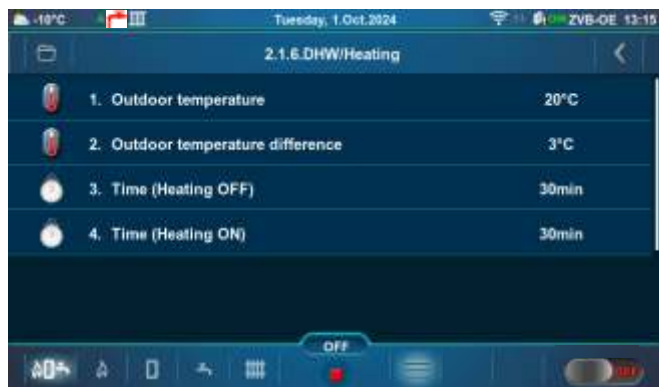 -10°C Tuesday, 1.Oct.2024 ZVB-OE 13:15
2.1.6.DHW/Heating
1. Outdoor temperature 20°C
2. Outdoor temperature difference 3°C
3. Time (Heating OFF) 30min
4. Time (Heating ON) 30min
OFF
OFF